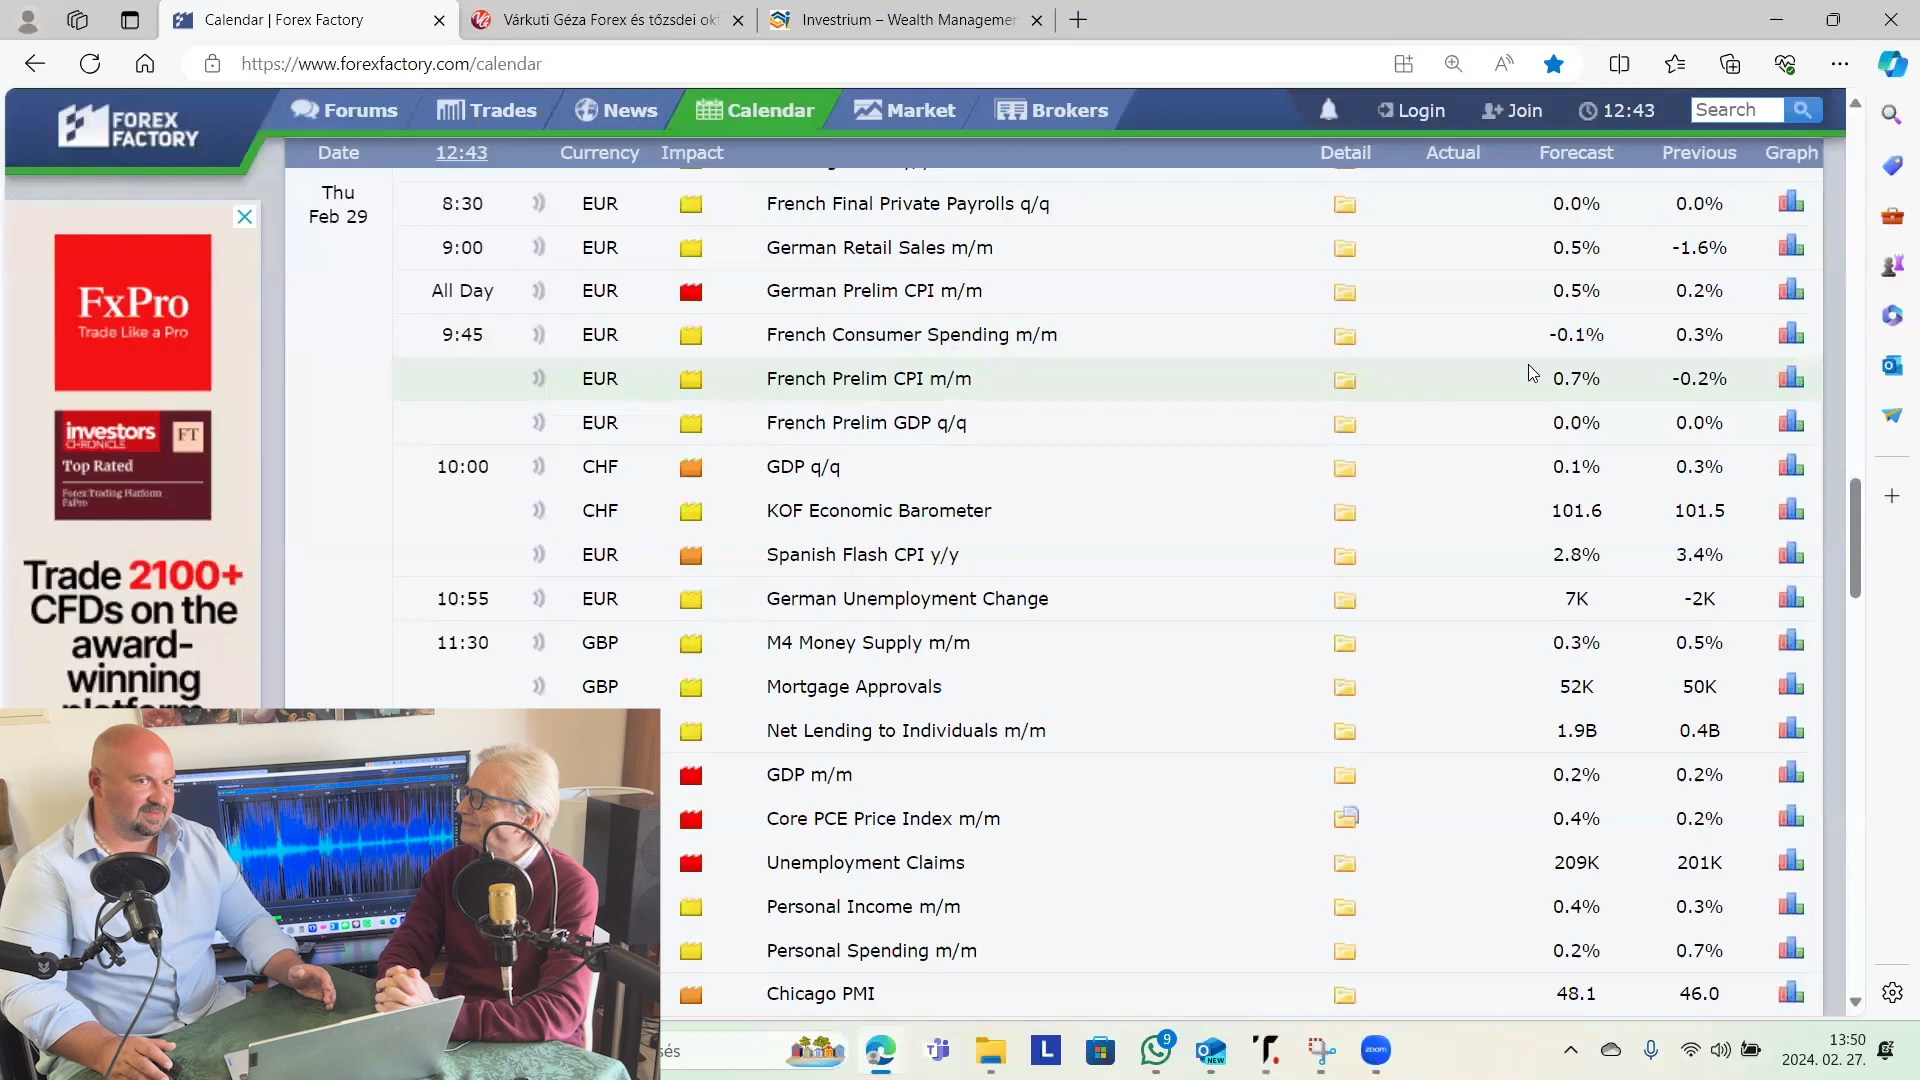 Calendar | Forex Factory
Várkuti Géza Forex és tőzsdei okt
Investrium – Wealth Managemen
https://www.forexfactory.com/calendar
FOREX FACTORY
Forums Trades News Calendar Market Brokers Login Join 12:43 Search
Date 12:43 Currency Impact Detail Actual Forecast Previous Graph
Thu
Feb 29
8:30 EUR French Final Private Payrolls q/q 0.0% 0.0%
9:00 EUR German Retail Sales m/m 0.5% -1.6%
All Day EUR German Prelim CPI m/m 0.5% 0.2%
9:45 EUR French Consumer Spending m/m -0.1% 0.3%
EUR French Prelim CPI m/m 0.7% -0.2%
EUR French Prelim GDP q/q 0.0% 0.0%
10:00 CHF GDP q/q 0.1% 0.3%
CHF KOF Economic Barometer 101.6 101.5
EUR Spanish Flash CPI y/y 2.8% 3.4%
10:55 EUR German Unemployment Change 7K -2K
11:30 GBP M4 Money Supply m/m 0.3% 0.5%
GBP Mortgage Approvals 52K 50K
Net Lending to Individuals m/m 1.9B 0.4B
GDP m/m 0.2% 0.2%
Core PCE Price Index m/m 0.4% 0.2%
Unemployment Claims 209K 201K
Personal Income m/m 0.4% 0.3%
Personal Spending m/m 0.2% 0.7%
Chicago PMI 48.1 46.0
FxPro
Trade Like a Pro
investors
CHRONICLE
FT
Top Rated
Forex Trading Platform
FxPro
Trade 2100+
CFDs on the
award-
winning
platform
és
L
9
NEW
zoom
13:50
2024. 02. 27.